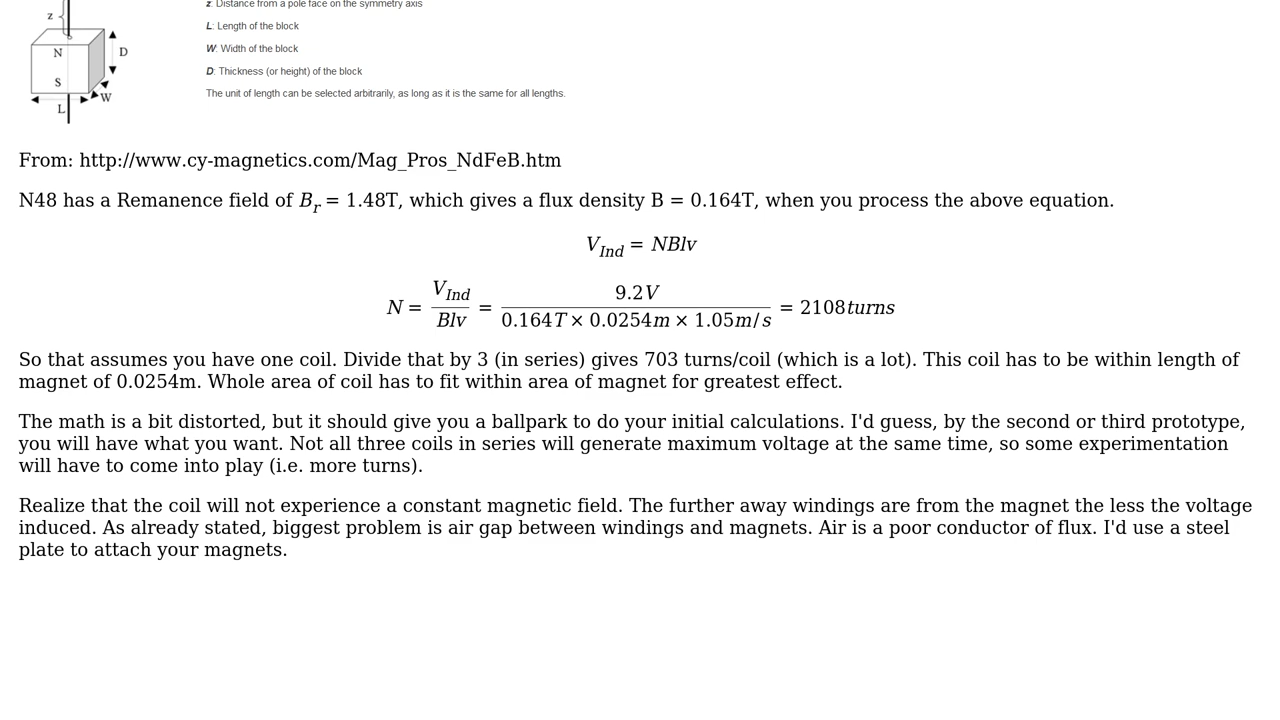 z: Distance from a pole face on the symmetry axis
z
L: Length of the block
W: Width of the block
N
D
D: Thickness (or height) of the block
S
The unit of length can be selected arbitrarily, as long as it is the same for all lengths.
W
L
From: http://www.cy-magnetics.com/Mag_Pros_NdFeB.htm
N48 has a Remanence field of B_r = 1.48T, which gives a flux density B = 0.164T, when you process the above equation.
V_Ind = NBlv
N = V_Ind / Blv = 9.2V / 0.164T × 0.0254m × 1.05m/s = 2108turns
So that assumes you have one coil. Divide that by 3 (in series) gives 703 turns/coil (which is a lot). This coil has to be within length of
magnet of 0.0254m. Whole area of coil has to fit within area of magnet for greatest effect.
The math is a bit distorted, but it should give you a ballpark to do your initial calculations. I'd guess, by the second or third prototype,
you will have what you want. Not all three coils in series will generate maximum voltage at the same time, so some experimentation
will have to come into play (i.e. more turns).
Realize that the coil will not experience a constant magnetic field. The further away windings are from the magnet the less the voltage
induced. As already stated, biggest problem is air gap between windings and magnets. Air is a poor conductor of flux. I'd use a steel
plate to attach your magnets.